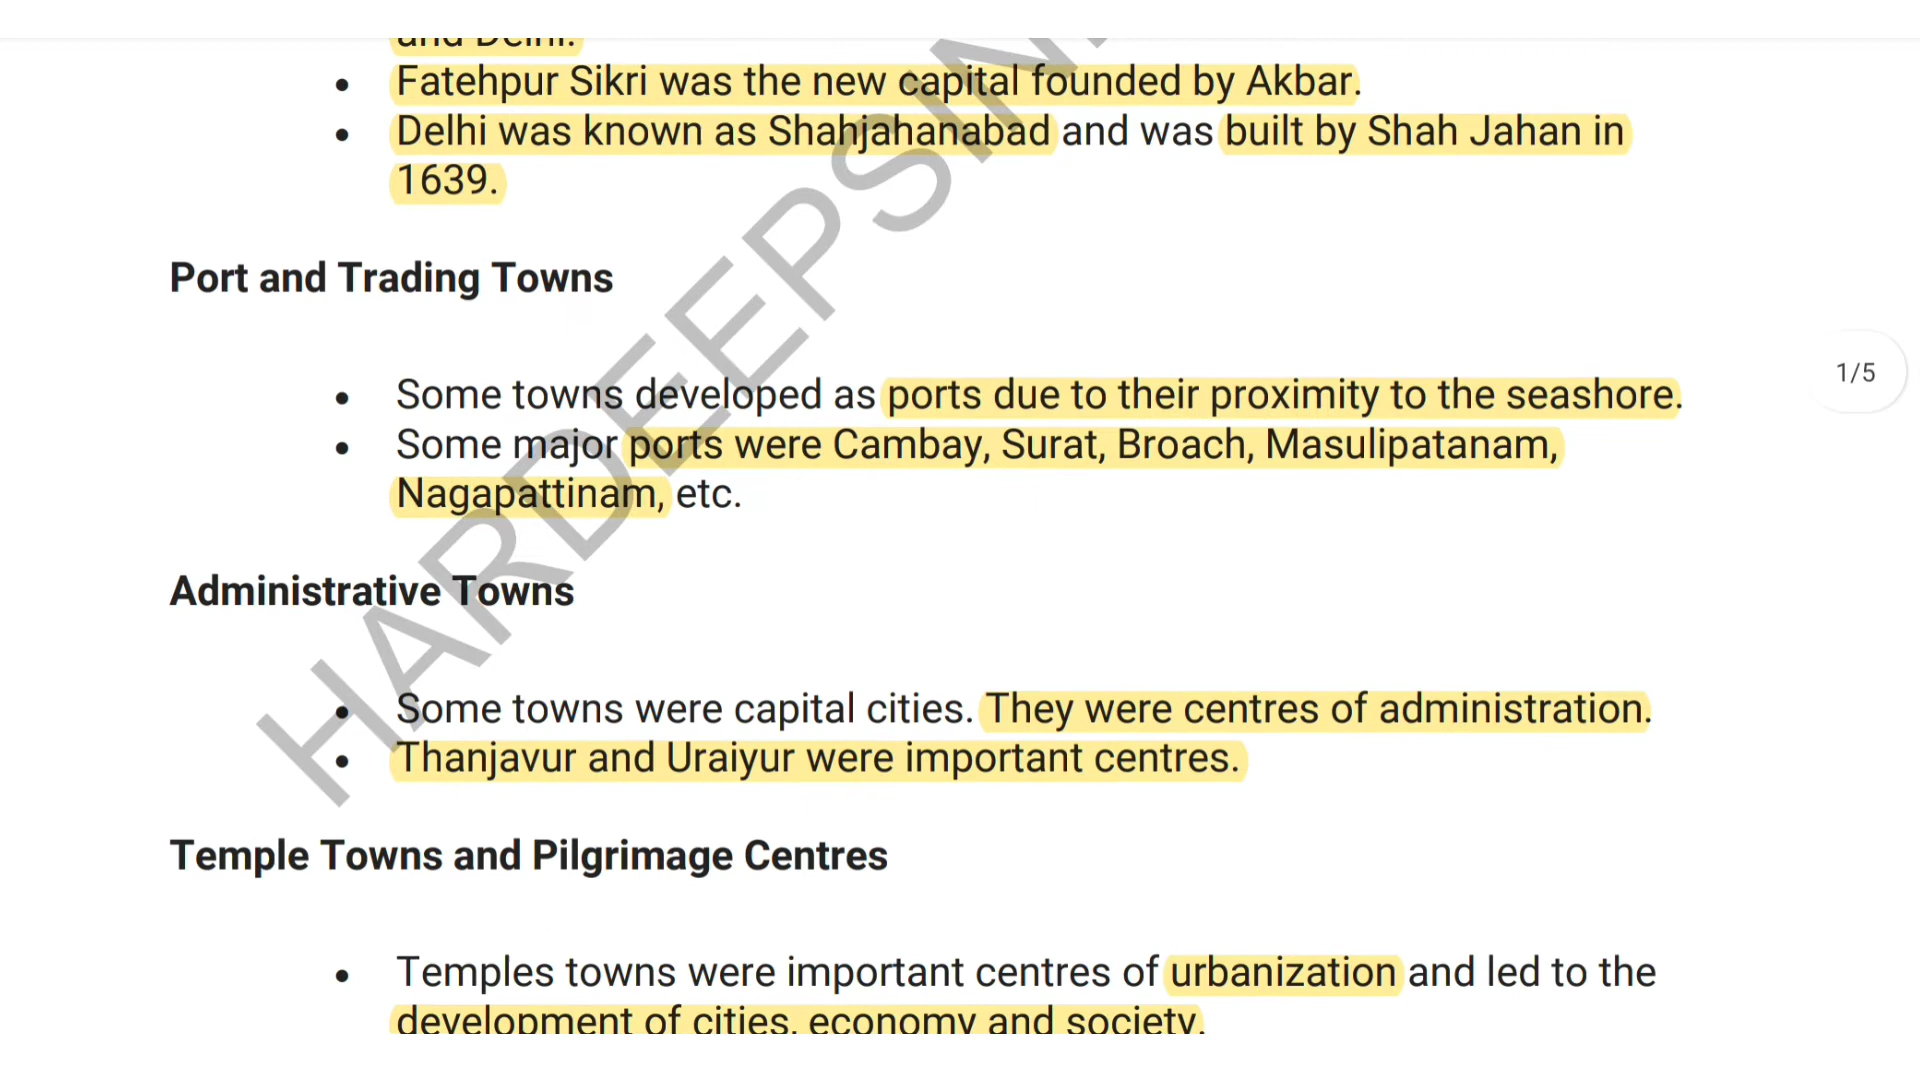 and Delhi.
• Fatehpur Sikri was the new capital founded by Akbar.
• Delhi was known as Shahjahanabad and was built by Shah Jahan in
1639.
Port and Trading Towns
• Some towns developed as ports due to their proximity to the seashore.
• Some major ports were Cambay, Surat, Broach, Masulipatanam,
Nagapattinam, etc.
Administrative Towns
• Some towns were capital cities. They were centres of administration.
• Thanjavur and Uraiyur were important centres.
Temple Towns and Pilgrimage Centres
• Temples towns were important centres of urbanization and led to the
development of cities, economy and society.
1/5